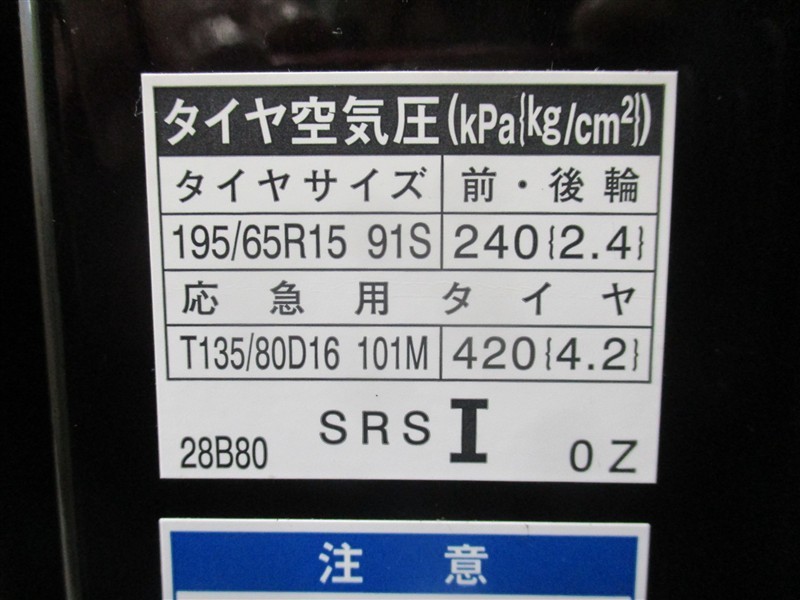 タイヤ空気圧(kPa{kg/cm²})
タイヤサイズ 前・後輪
195/65R15 91S 240{2.4}
応急用タイヤ
T135/80D16 101M 420{4.2}
28B80 SRS I 0Z
注意